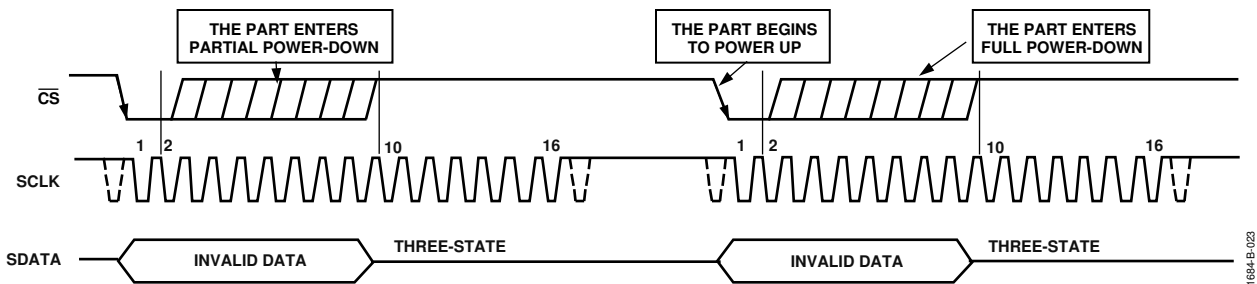 THE PART ENTERS
PARTIAL POWER-DOWN
THE PART BEGINS
TO POWER UP
THE PART ENTERS
FULL POWER-DOWN
CS
1 2 10 16 1 2 10 16
SCLK
SDATA
INVALID DATA
THREE-STATE
INVALID DATA
THREE-STATE
1684-B-023